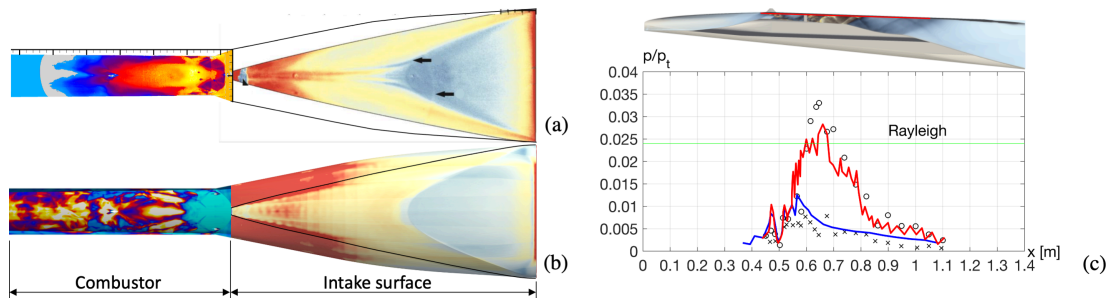 (a)
(b)
Combustor
Intake surface
p/pt
0.04
0.035
0.03
0.025
0.02
0.015
0.01
0.005
0
Rayleigh
0 0.1 0.2 0.3 0.4 0.5 0.6 0.7 0.8 0.9 1 1.1 1.2 1.3 1.4
x [m]
(c)